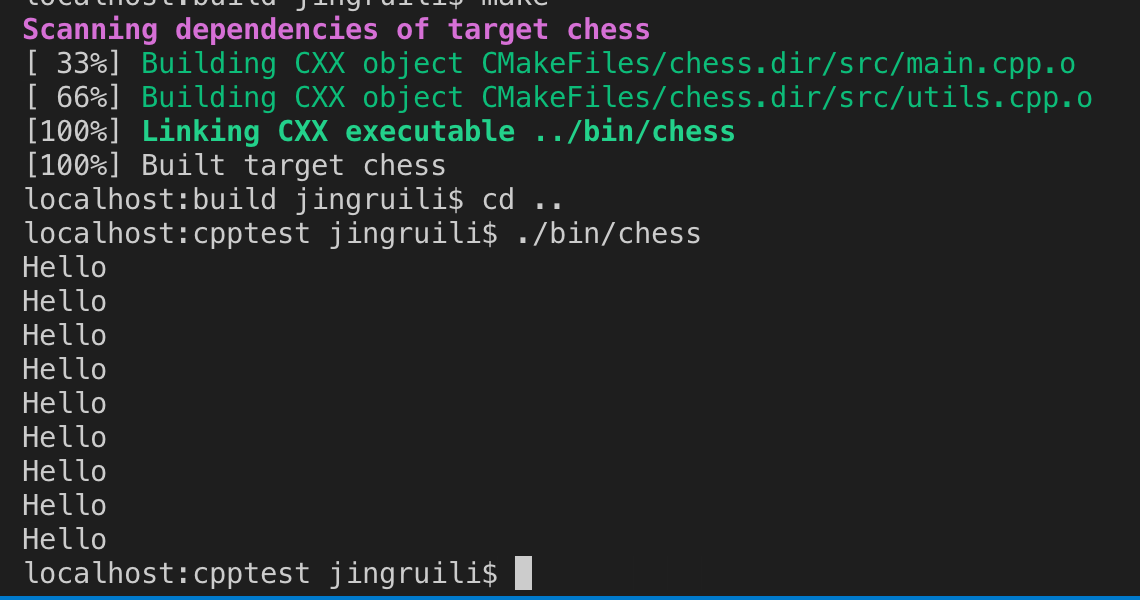 localhost:build jingruili$ make
Scanning dependencies of target chess
[ 33%] Building CXX object CMakeFiles/chess.dir/src/main.cpp.o
[ 66%] Building CXX object CMakeFiles/chess.dir/src/utils.cpp.o
[100%] Linking CXX executable ../bin/chess
[100%] Built target chess
localhost:build jingruili$ cd ..
localhost:cpptest jingruili$ ./bin/chess
Hello
Hello
Hello
Hello
Hello
Hello
Hello
Hello
Hello
localhost:cpptest jingruili$